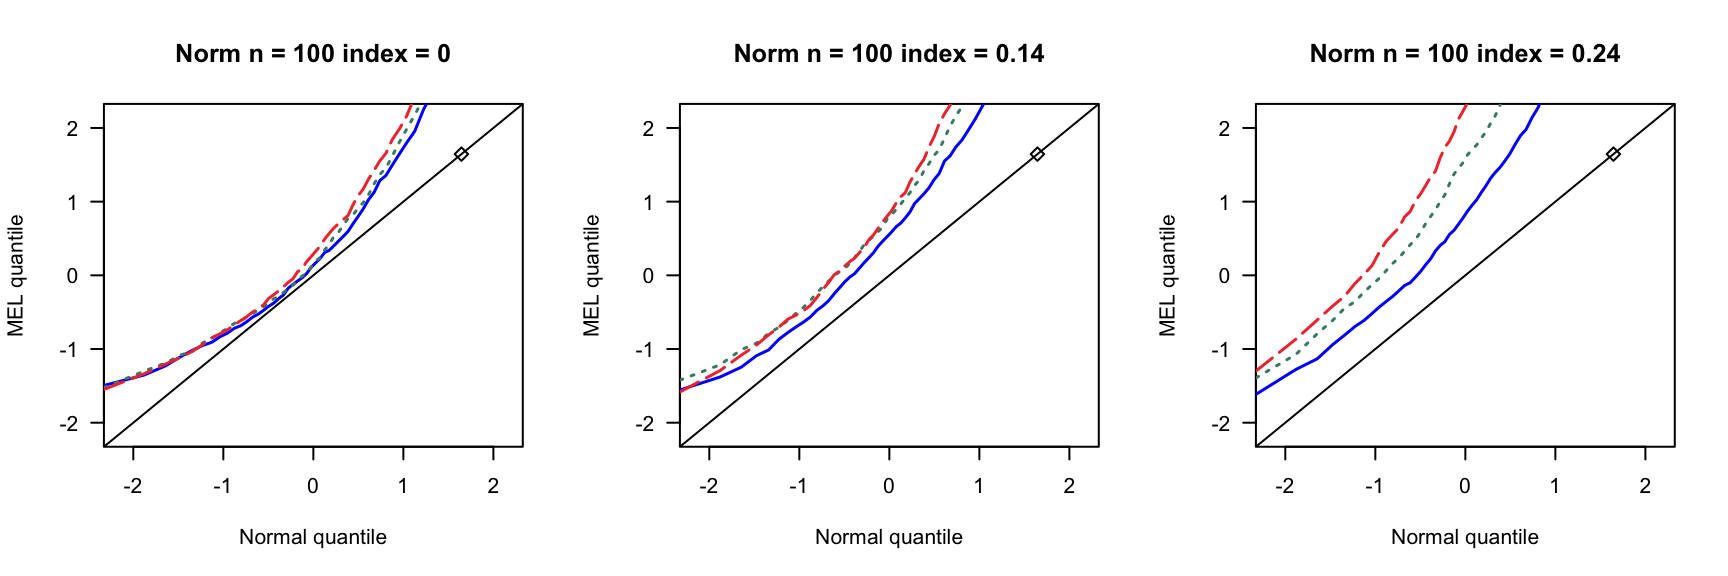 Norm n = 100 index = 0
MEL quantile
2
1
0
-1
-2
-2 -1 0 1 2
Normal quantile
Norm n = 100 index = 0.14
MEL quantile
2
1
0
-1
-2
-2 -1 0 1 2
Normal quantile
Norm n = 100 index = 0.24
MEL quantile
2
1
0
-1
-2
-2 -1 0 1 2
Normal quantile